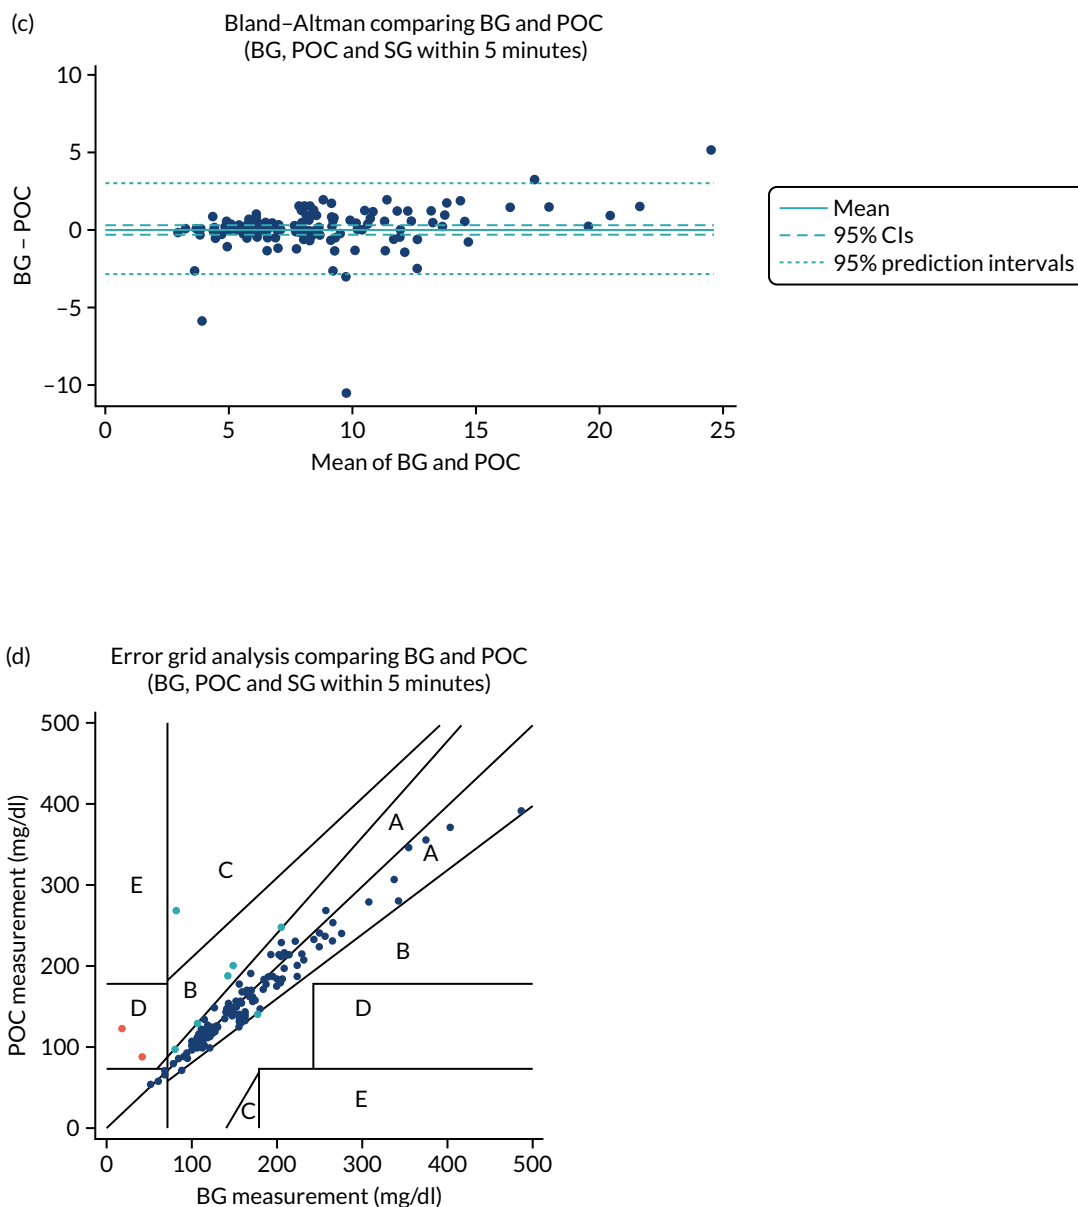 (c)
Bland–Altman comparing BG and POC
(BG, POC and SG within 5 minutes)
10
5
0
–5
–10
BG – POC
0 5 10 15 20 25
Mean of BG and POC
Mean
95% CIs
95% prediction intervals
(d)
Error grid analysis comparing BG and POC
(BG, POC and SG within 5 minutes)
500
400
300
200
100
0
POC measurement (mg/dl)
A
A
C
E
B
B
D
D
C
E
0 100 200 300 400 500
BG measurement (mg/dl)